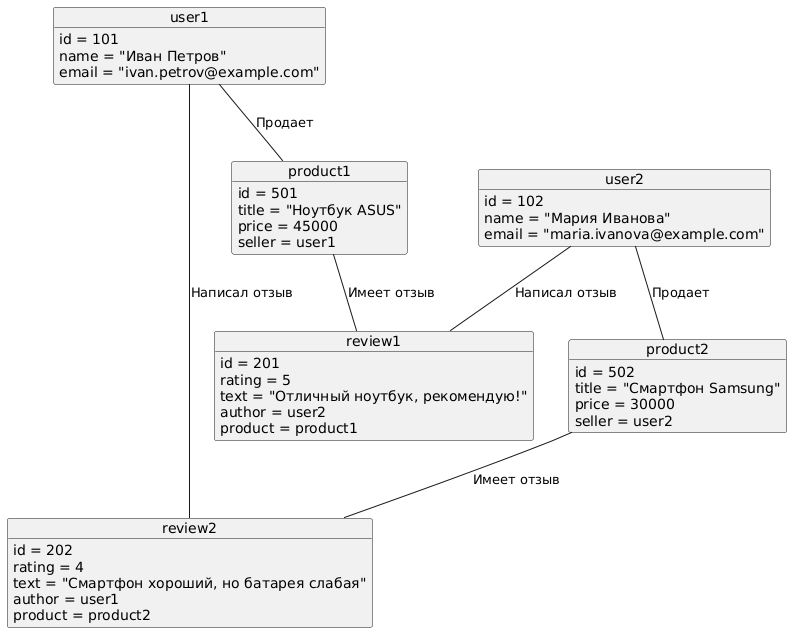 user1
id = 101
name = "Иван Петров"
email = "ivan.petrov@example.com"
Продает
product1
id = 501
title = "Ноутбук ASUS"
price = 45000
seller = user1
user2
id = 102
name = "Мария Иванова"
email = "maria.ivanova@example.com"
Написал отзыв
Имеет отзыв
Написал отзыв
Продает
review1
id = 201
rating = 5
text = "Отличный ноутбук, рекомендую!"
author = user2
product = product1
product2
id = 502
title = "Смартфон Samsung"
price = 30000
seller = user2
Имеет отзыв
review2
id = 202
rating = 4
text = "Смартфон хороший, но батарея слабая"
author = user1
product = product2